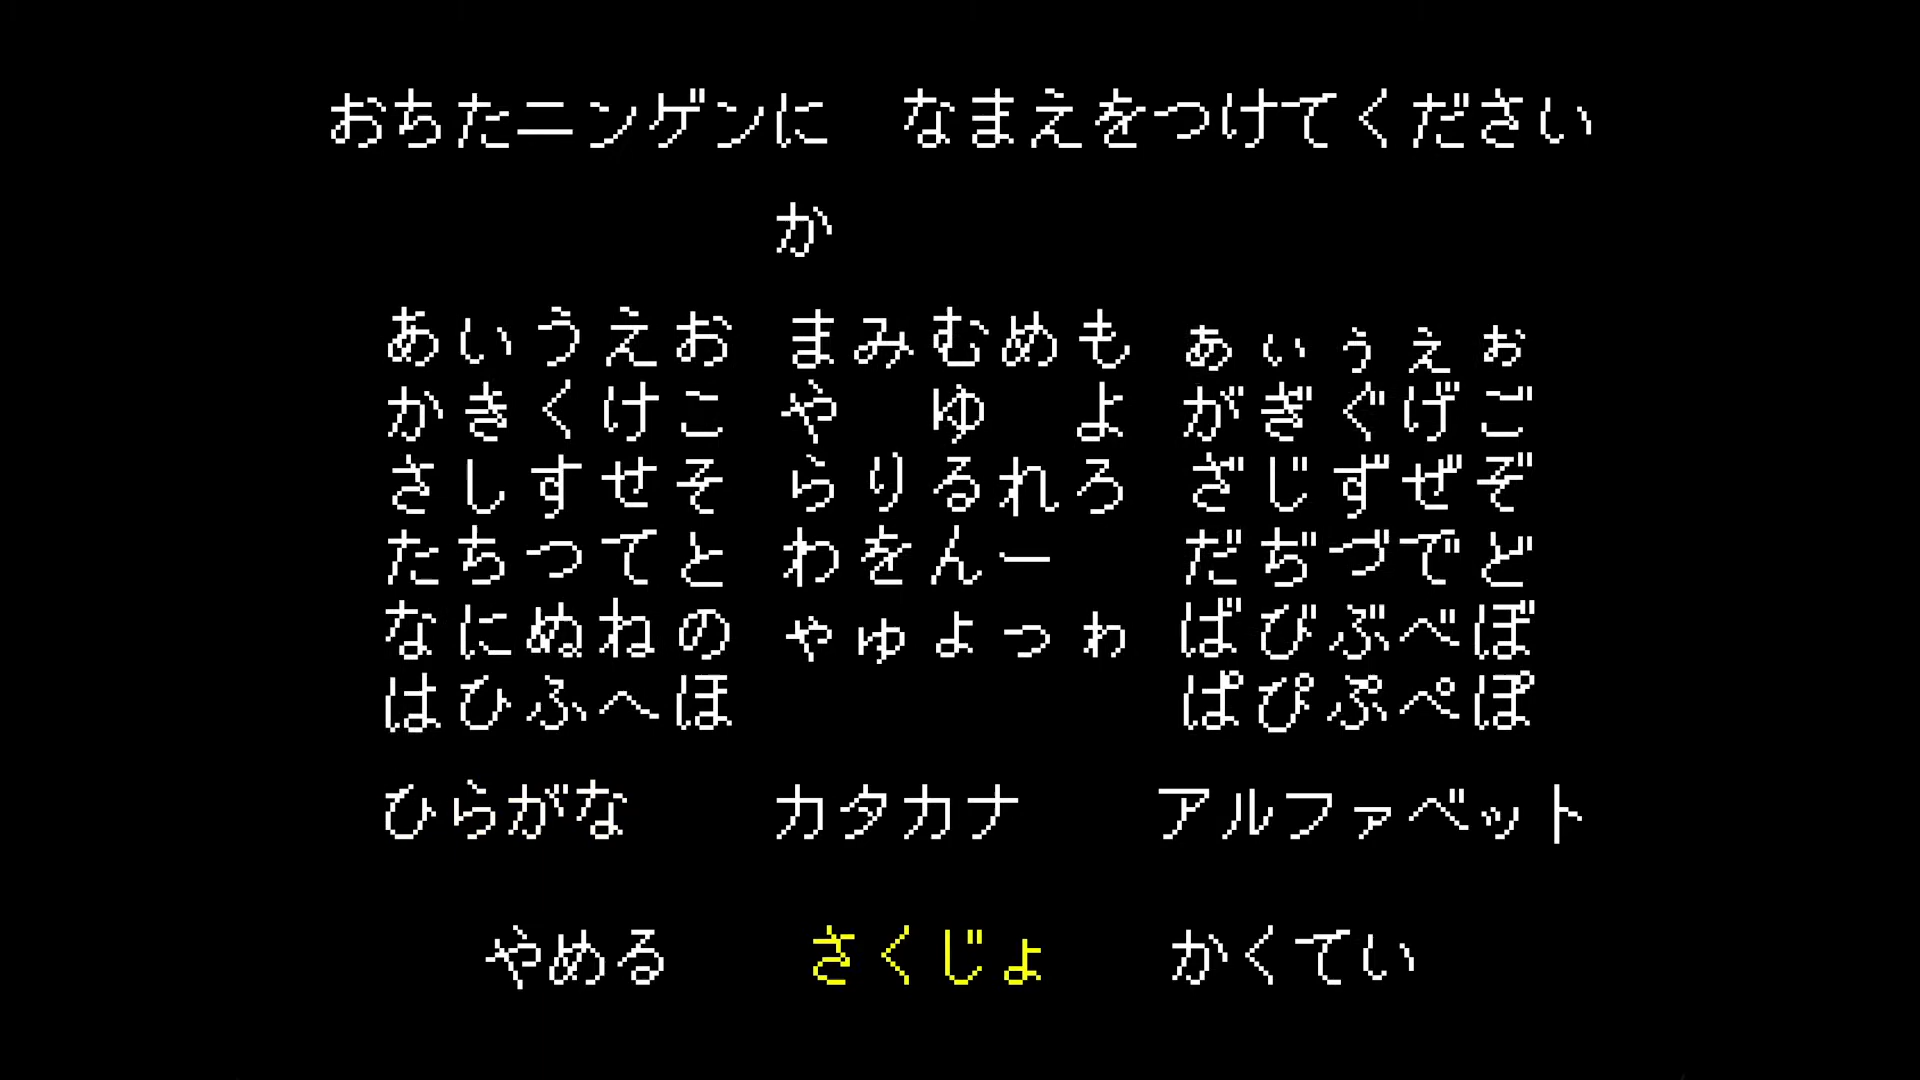 おちたニンゲンに　なまえをつけてください
か
あいうえお まみむめも ぁぃぅぇぉ
かきくけこ や ゆ よ がぎぐげご
さしすせそ らりるれろ ざじずぜぞ
たちつてと わをんー だぢづでど
なにぬねの ゃゅょっゎ ばびぶべぼ
はひふへほ ぱぴぷぺぽ
ひらがな カタカナ アルファベット
やめる さくじょ かくてい